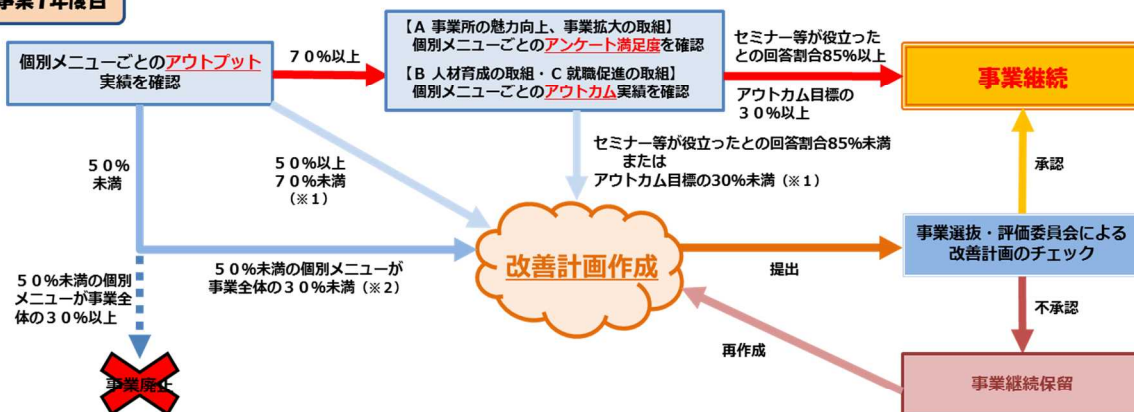 事業1年度目
個別メニューごとのアウトプット
実績を確認
70%以上
【A 事業所の魅力向上、事業拡大の取組】
個別メニューごとのアンケート満足度を確認
【B 人材育成の取組・C 就職促進の取組】
個別メニューごとのアウトカム実績を確認
セミナー等が役立った
との回答割合85%以上
アウトカム目標の
30%以上
事業継続
50%
未満
50%以上
70%未満
(※1)
セミナー等が役立ったとの回答割合85%未満
または
アウトカム目標の30%未満(※1)
承認
改善計画作成
提出
事業選抜・評価委員会による
改善計画のチェック
50%未満の個別
メニューが事業全
体の30%以上
50%未満の個別メニューが
事業全体の30%未満(※2)
不承認
再作成
事業廃止
事業継続保留